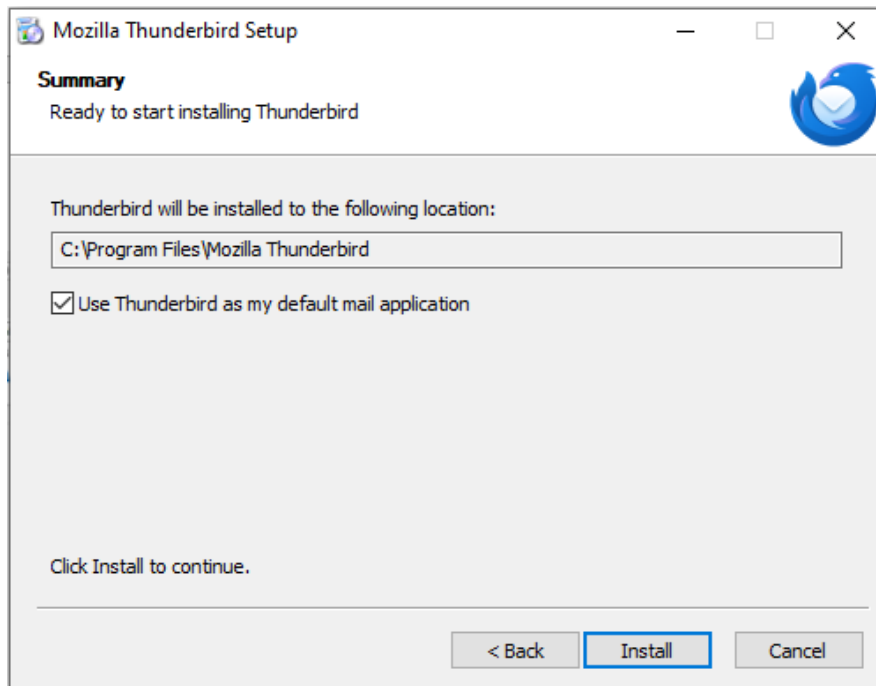 Mozilla Thunderbird Setup
Summary
Ready to start installing Thunderbird
Thunderbird will be installed to the following location:
C:\Program Files\Mozilla Thunderbird
Use Thunderbird as my default mail application
Click Install to continue.
< Back
Install
Cancel